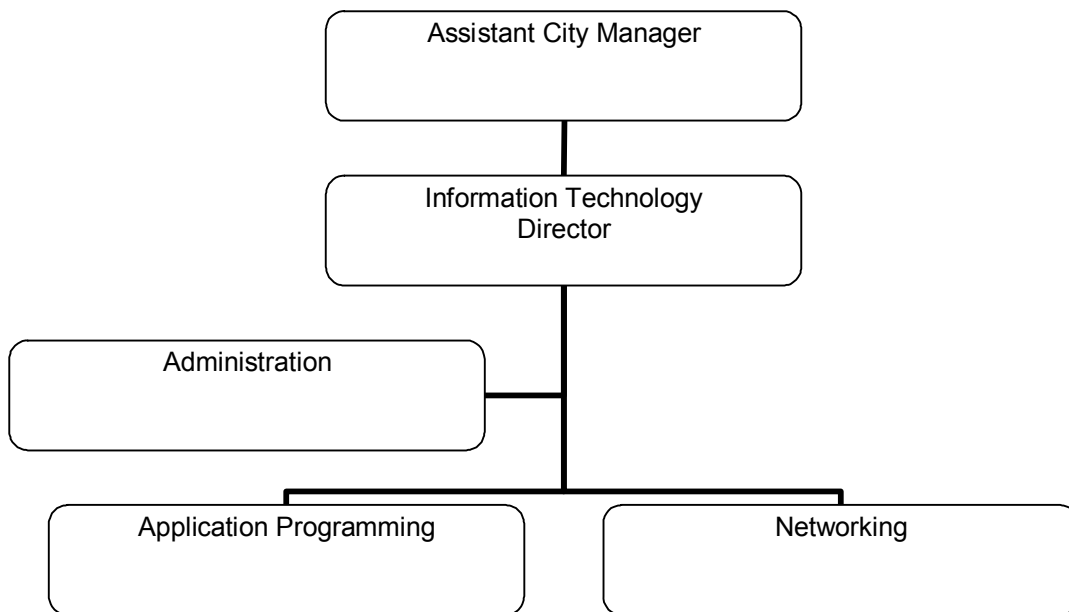 Assistant City Manager
Information Technology
Director
Administration
Application Programming
Networking